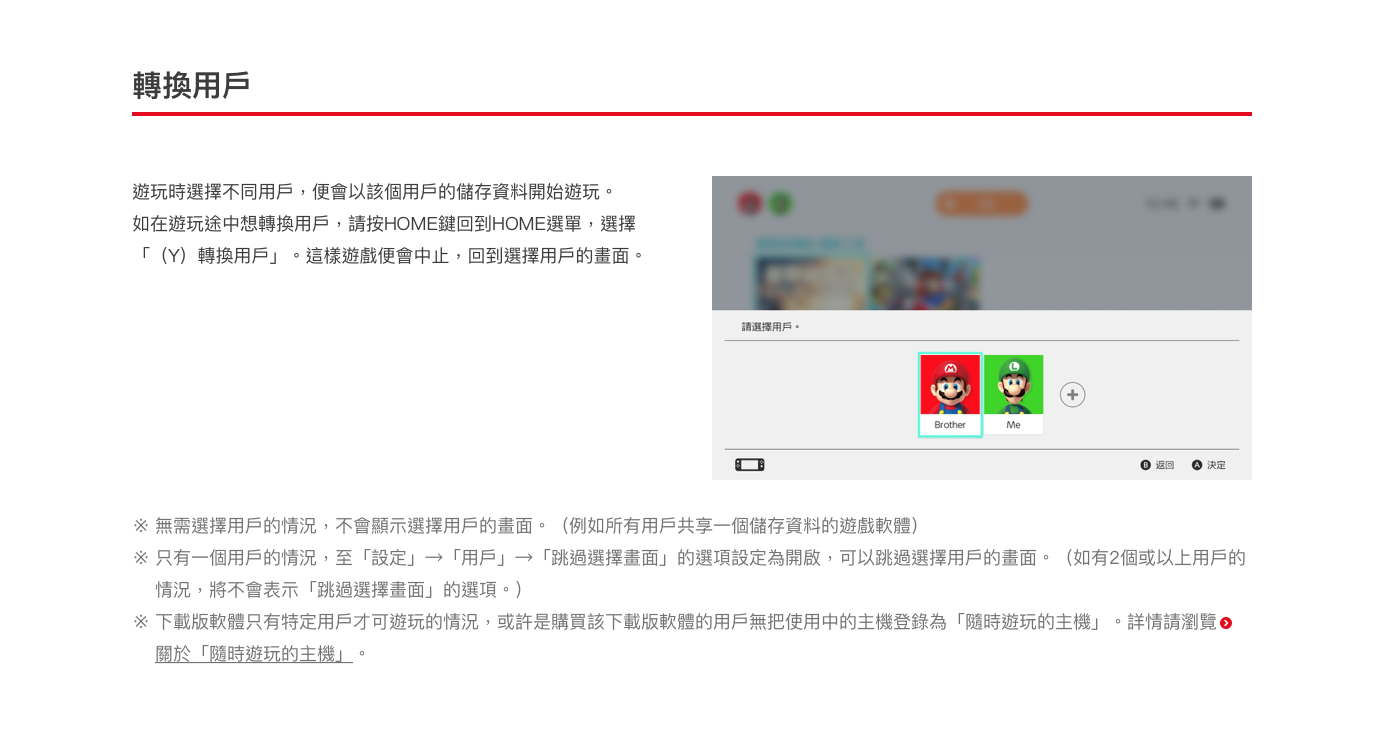 轉換用戶
遊玩時選擇不同用戶，便會以該個用戶的儲存資料開始遊玩。
如在遊玩途中想轉換用戶，請按HOME鍵回到HOME選單，選擇
「（Y）轉換用戶」。這樣遊戲便會中止，回到選擇用戶的畫面。
請選擇用戶。
Brother
Me
B 返回 A 決定
※ 無需選擇用戶的情況，不會顯示選擇用戶的畫面。（例如所有用戶共享一個儲存資料的遊戲軟體）
※ 只有一個用戶的情況，至「設定」→「用戶」→「跳過選擇畫面」的選項設定為開啟，可以跳過選擇用戶的畫面。（如有2個或以上用戶的
情況，將不會表示「跳過選擇畫面」的選項。）
※ 下載版軟體只有特定用戶才可遊玩的情況，或許是購買該下載版軟體的用戶無把使用中的主機登錄為「隨時遊玩的主機」。詳情請瀏覽
關於「隨時遊玩的主機」。